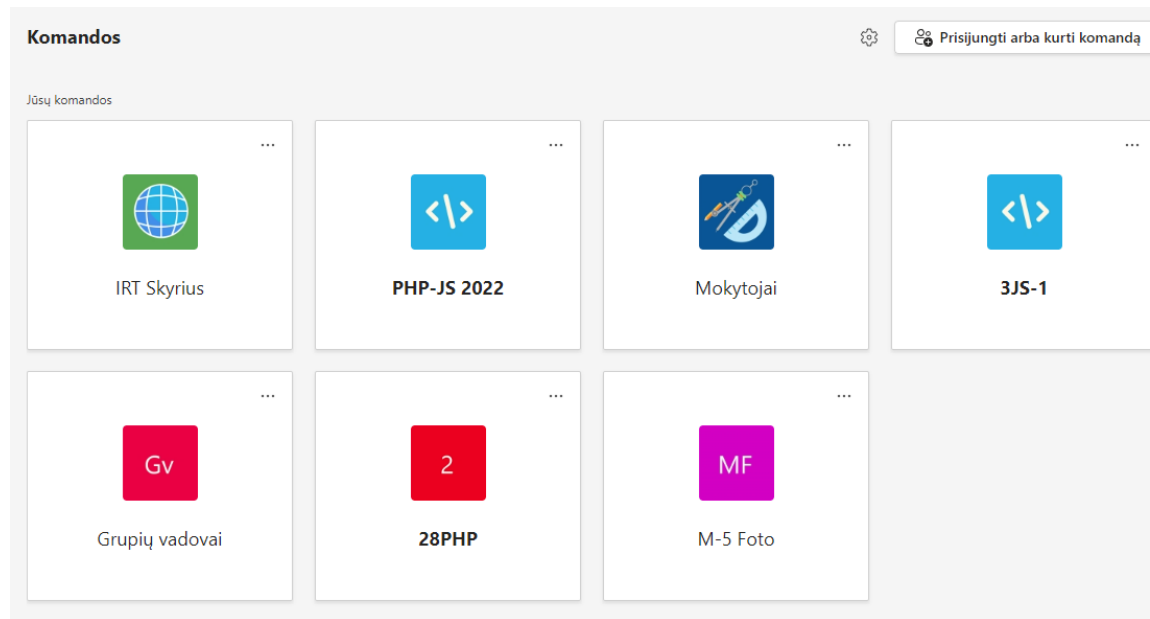 Komandos
Prisijungti arba kurti komandą
Jūsų komandos
IRT Skyrius
PHP-JS 2022
Mokytojai
3JS-1
Gv
2
MF
Grupių vadovai
28PHP
M-5 Foto